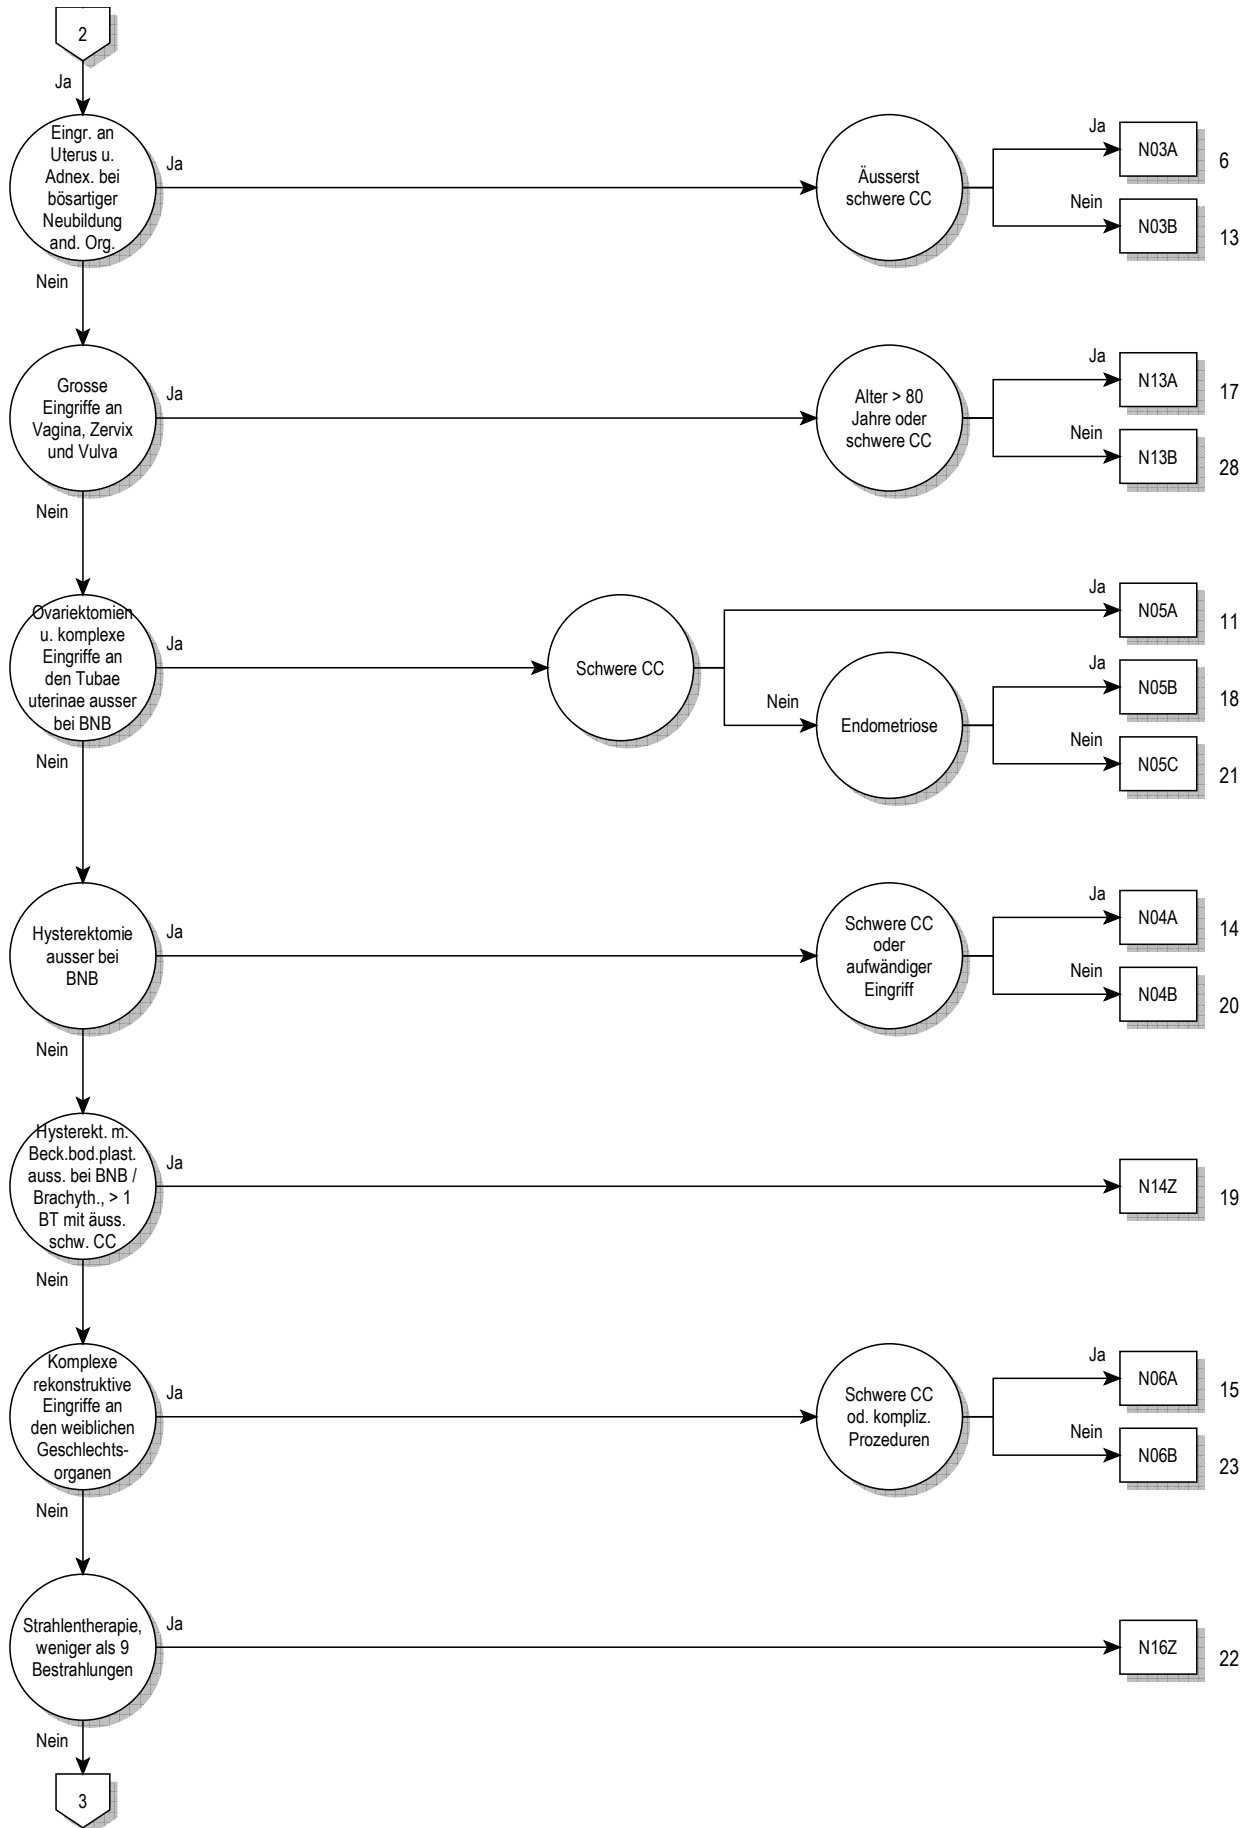 2
Ja
Eingr. an
Uterus u.
Adnex. bei
bösartiger
Neubildung
and. Org.
Ja
Äusserst
schwere CC
Ja
N03A
6
Nein
N03B
13
Nein
Grosse
Eingriffe an
Vagina, Zervix
und Vulva
Ja
Alter > 80
Jahre oder
schwere CC
Ja
N13A
17
Nein
N13B
28
Nein
Ovariektomien
u. komplexe
Eingriffe an
den Tubae
uterinae ausser
bei BNB
Ja
Schwere CC
Ja
N05A
11
Nein
Endometriose
Ja
N05B
18
Nein
N05C
21
Nein
Hysterektomie
ausser bei
BNB
Ja
Schwere CC
oder
aufwändiger
Eingriff
Ja
N04A
14
Nein
N04B
20
Nein
Hysterekt. m.
Beck.bod.plast.
auss. bei BNB /
Brachyth., > 1
BT mit äuss.
schw. CC
Ja
N14Z
19
Nein
Komplexe
rekonstruktive
Eingriffe an
den weiblichen
Geschlechts-
organen
Ja
Schwere CC
od. kompliz.
Prozeduren
Ja
N06A
15
Nein
N06B
23
Nein
Strahlentherapie,
weniger als 9
Bestrahlungen
Ja
N16Z
22
Nein
3